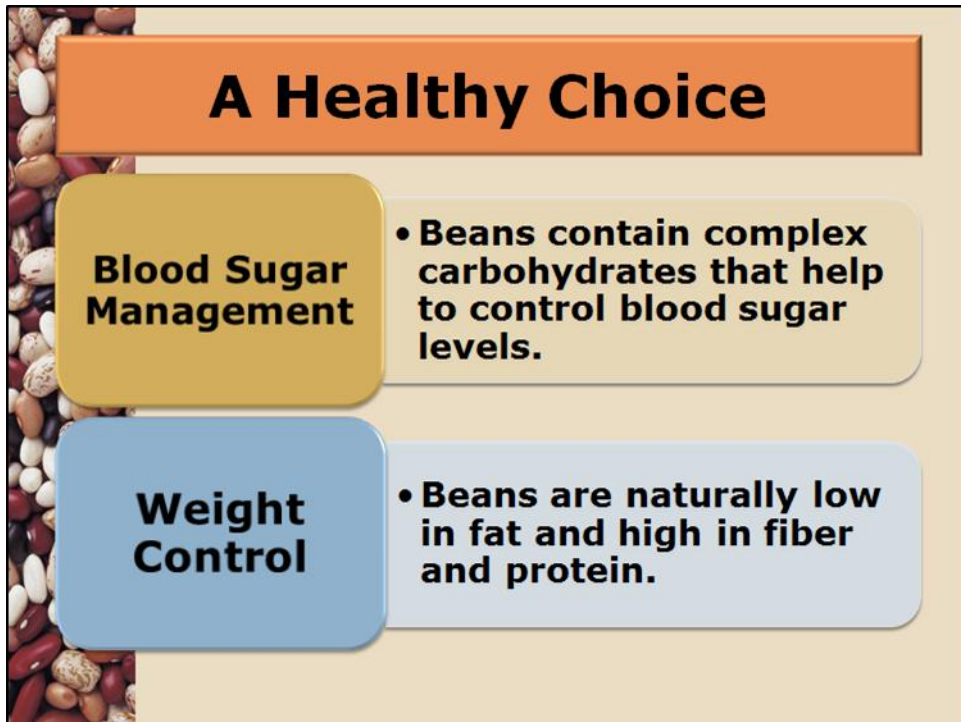 A Healthy Choice
Blood Sugar
Management
• Beans contain complex
carbohydrates that help
to control blood sugar
levels.
Weight
Control
• Beans are naturally low
in fat and high in fiber
and protein.